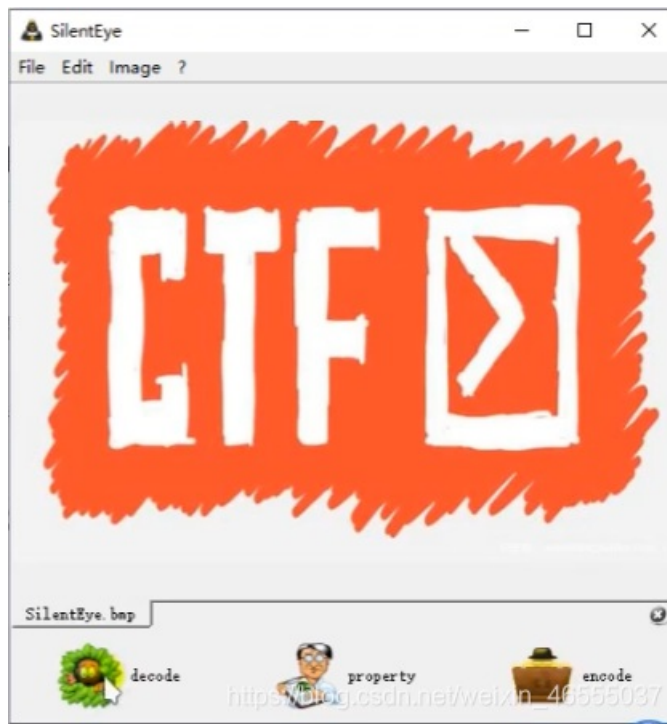 SilentEye
File Edit Image ?
CTF
SilentEye.bmp
decode property encode
https://blog.csdn.net/weixin_46555037